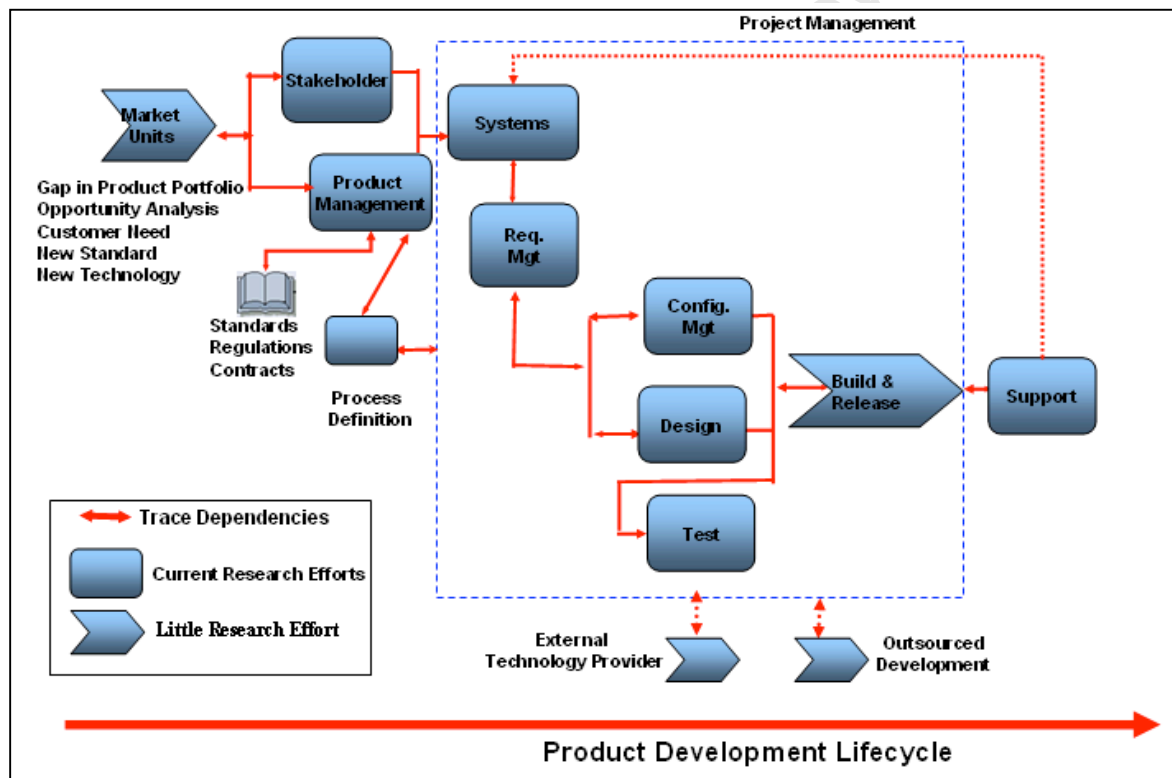 Project Management
Stakeholder
Market
Units
Systems
Gap in Product Portfolio
Opportunity Analysis
Customer Need
New Standard
New Technology
Product
Management
Req.
Mgt
Standards
Regulations
Contracts
Process
Definition
Config.
Mgt
Design
Build &
Release
Support
Test
Trace Dependencies
Current Research Efforts
Little Research Effort
External
Technology Provider
Outsourced
Development
Product Development Lifecycle